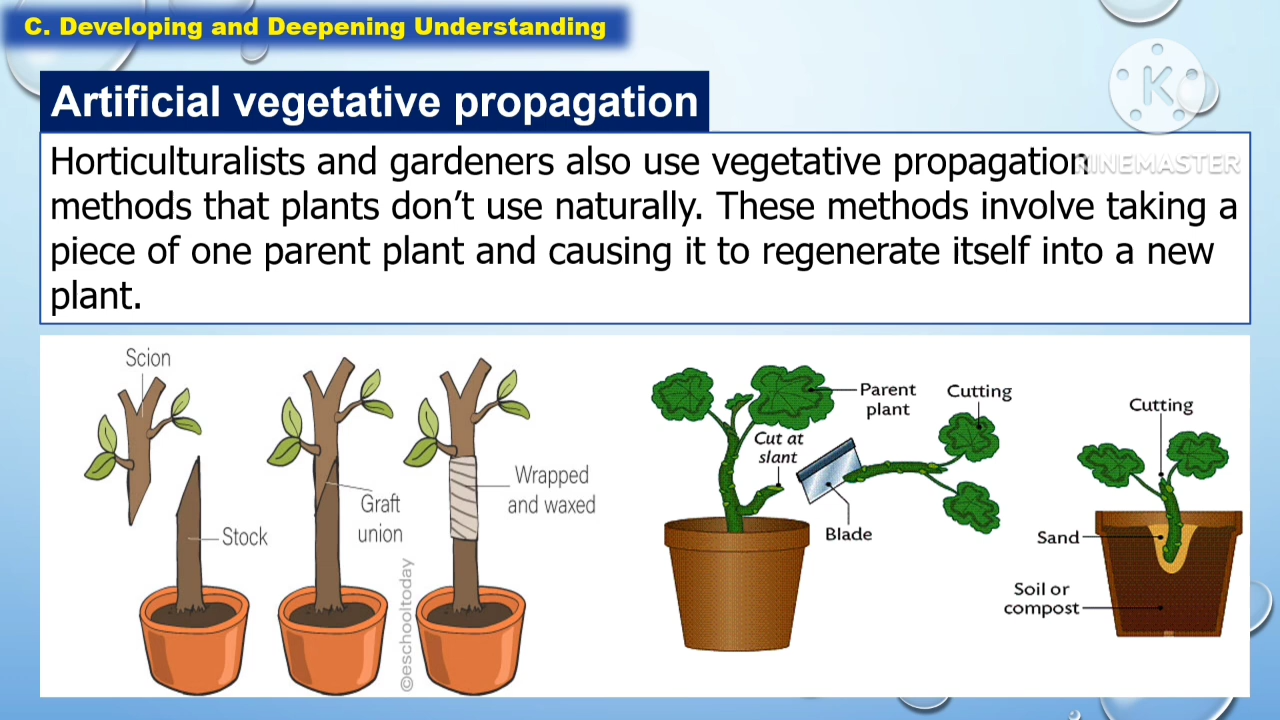 C. Developing and Deepening Understanding
K
KINEMASTER
Artificial vegetative propagation
Horticulturalists and gardeners also use vegetative propagation
methods that plants don’t use naturally. These methods involve taking a
piece of one parent plant and causing it to regenerate itself into a new
plant.
Scion
Stock
Graft
union
Wrapped
and waxed
©eschooltoday
Parent
plant
Cut at
slant
Cutting
Blade
Cutting
Sand
Soil or
compost